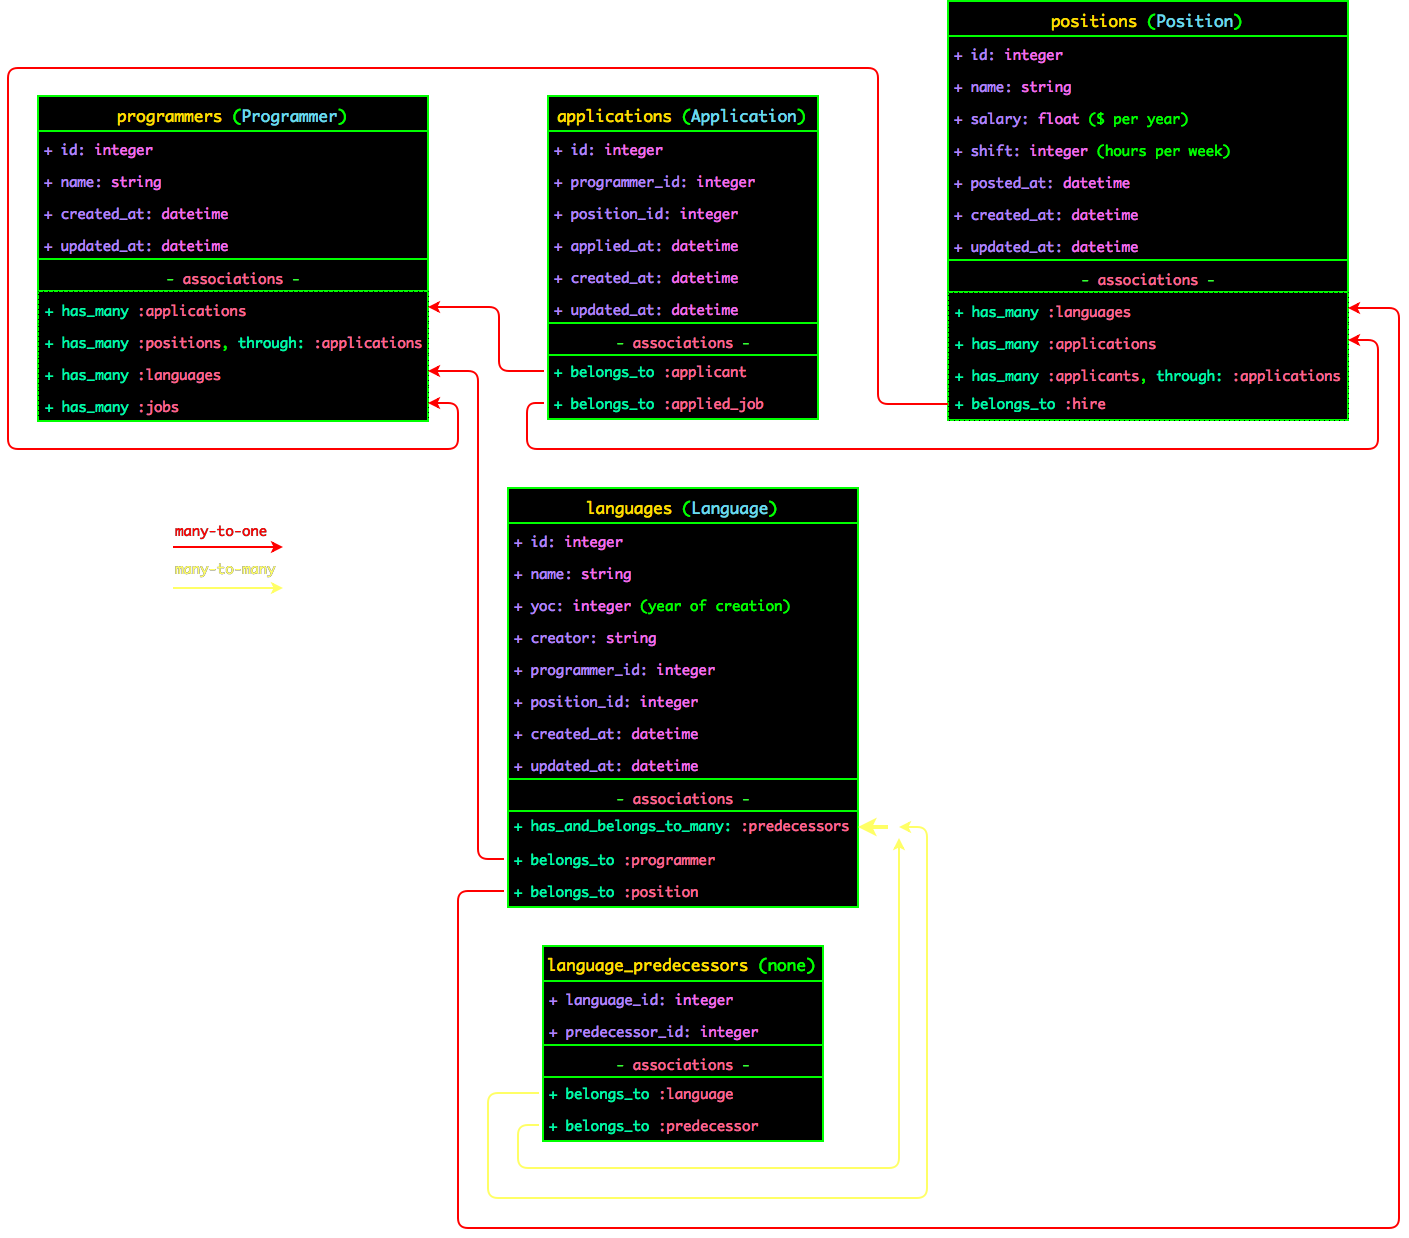 positions (Position)
+ id: integer
+ name: string
+ salary: float ($ per year)
+ shift: integer (hours per week)
+ posted_at: datetime
+ created_at: datetime
+ updated_at: datetime
- associations -
+ has_many :languages
+ has_many :applications
+ has_many :applicants, through: :applications
+ belongs_to :hire
programmers (Programmer)
+ id: integer
+ name: string
+ created_at: datetime
+ updated_at: datetime
- associations -
+ has_many :applications
+ has_many :positions, through: :applications
+ has_many :languages
+ has_many :jobs
applications (Application)
+ id: integer
+ programmer_id: integer
+ position_id: integer
+ applied_at: datetime
+ created_at: datetime
+ updated_at: datetime
- associations -
+ belongs_to :applicant
+ belongs_to :applied_job
many-to-one
many-to-many
languages (Language)
+ id: integer
+ name: string
+ yoc: integer (year of creation)
+ creator: string
+ programmer_id: integer
+ position_id: integer
+ created_at: datetime
+ updated_at: datetime
- associations -
+ has_and_belongs_to_many: :predecessors
+ belongs_to :programmer
+ belongs_to :position
language_predecessors (none)
+ language_id: integer
+ predecessor_id: integer
- associations -
+ belongs_to :language
+ belongs_to :predecessor